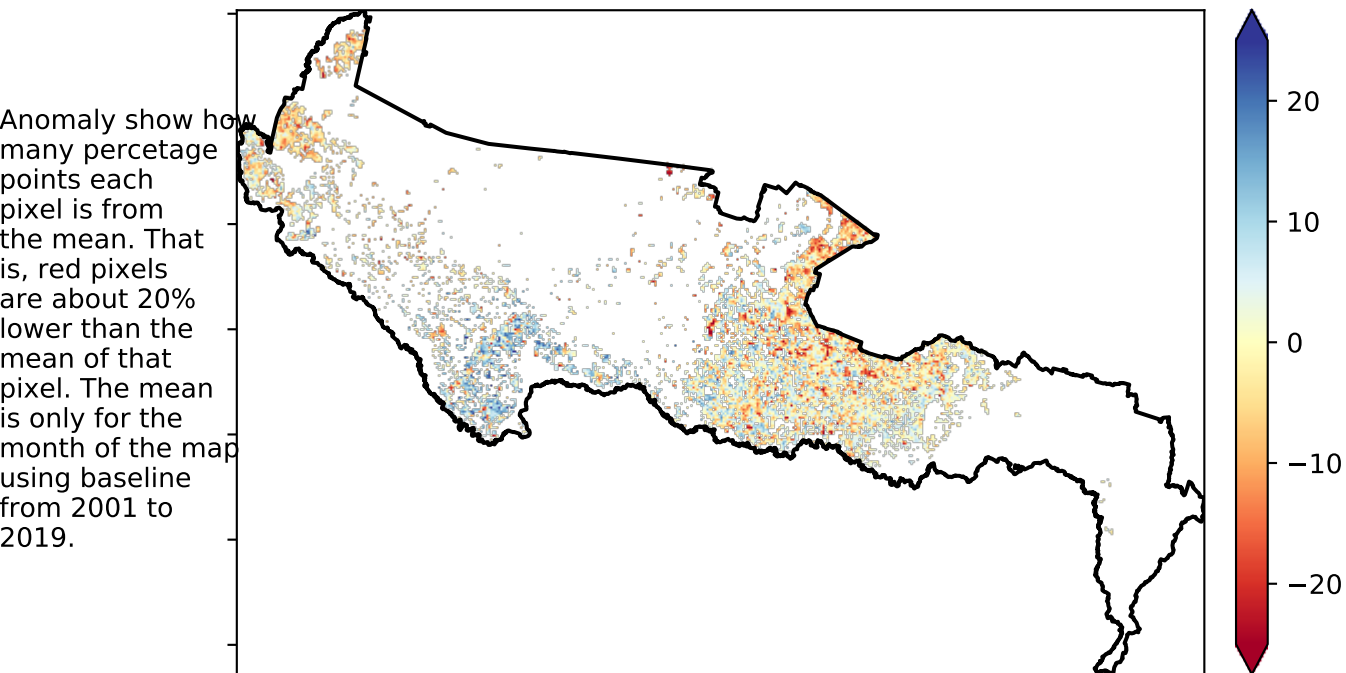 Anomaly show how
many percetage
points each
pixel is from
the mean. That
is, red pixels
are about 20%
lower than the
mean of that
pixel. The mean
is only for the
month of the map
using baseline
from 2001 to
2019.
20
10
0
−10
−20